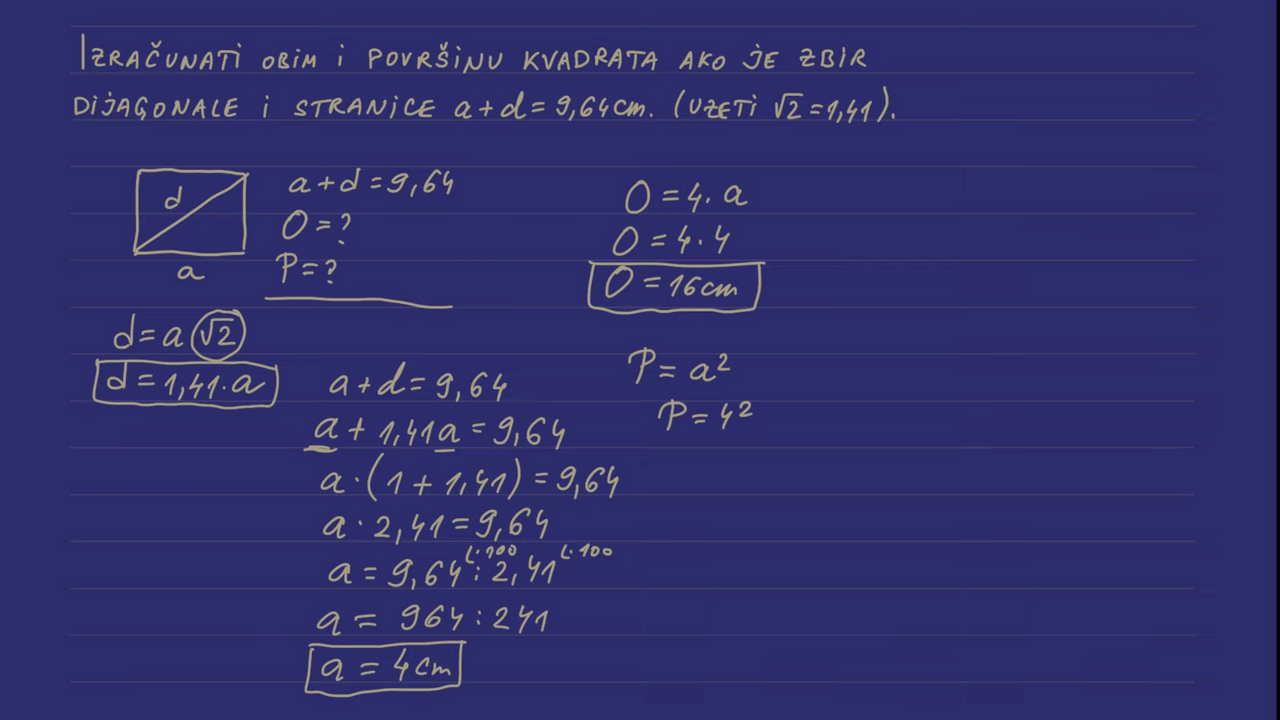 IZRAČUNATI OBIM i POVRŠINU KVADRATA AKO JE ZBIR
DIJAGONALE i STRANICE a+d=9,64cm. (UZETI √2=1,41).
d
a
a+d=9,64
O=?
P=?
d=a√2
d=1,41·a
a+d=9,64
a+1,41a=9,64
a·(1+1,41)=9,64
a·2,41=9,64
a=9,64/·100 : 2,41/·100
a=964:241
a=4cm
O=4·a
O=4·4
O=16cm
P=a²
P=4²